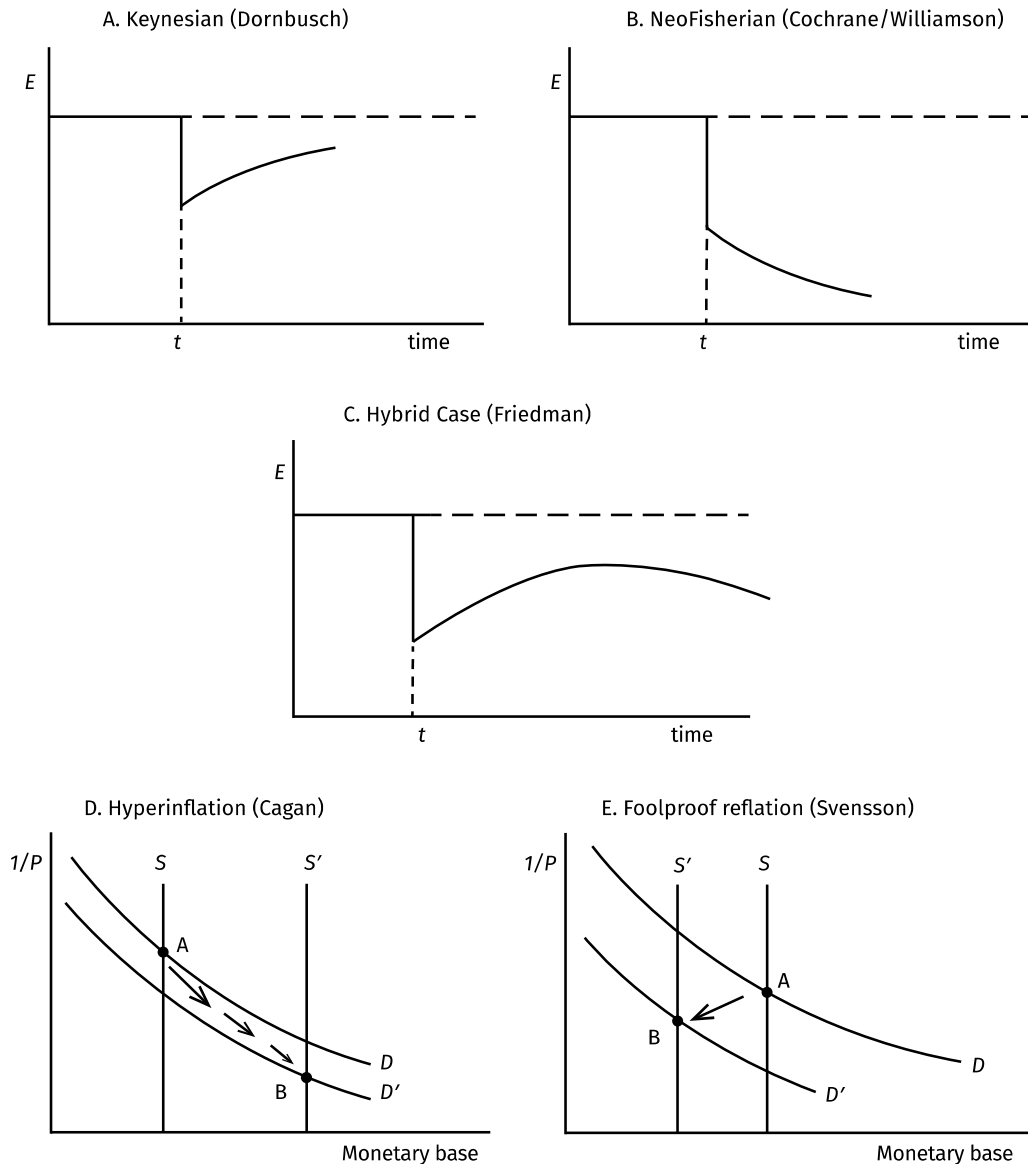 A. Keynesian (Dornbusch)
E
t
time
B. NeoFisherian (Cochrane/Williamson)
E
t
time
C. Hybrid Case (Friedman)
E
t
time
D. Hyperinflation (Cagan)
1/P
S
S′
A
B
D
D′
Monetary base
E. Foolproof reflation (Svensson)
1/P
S′
S
A
B
D
D′
Monetary base